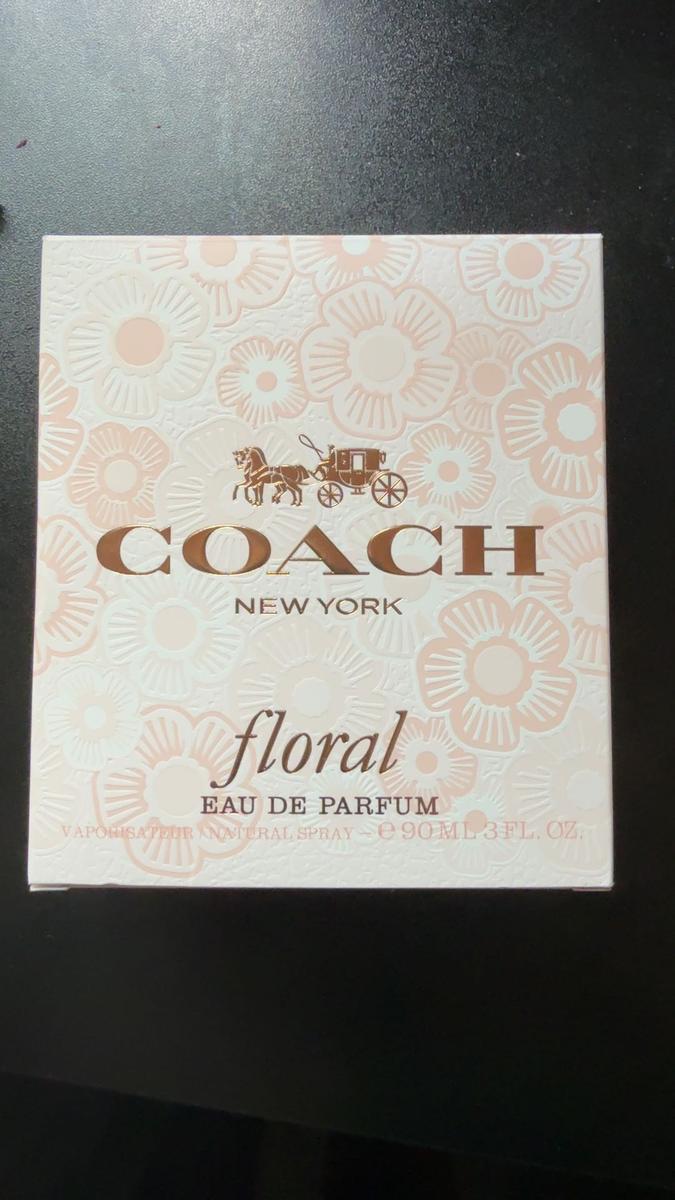 COACH
NEW YORK
floral
EAU DE PARFUM
VAPORISATEUR / NATURAL SPRAY ~ ℮ 90 ML 3 FL. OZ.